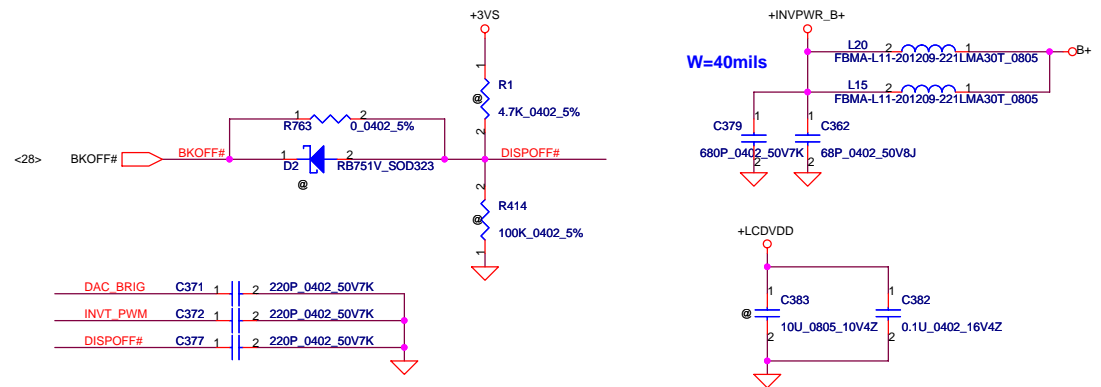 +3VS
1
R1
@
4.7K_0402_5%
2
1
2
R763
0_0402_5%
<28>
BKOFF#
BKOFF#
1
2
D2
RB751V_SOD323
@
DISPOFF#
2
R414
@
100K_0402_5%
1
DAC_BRIG
C371
1
2
220P_0402_50V7K
INVT_PWM
C372
1
2
220P_0402_50V7K
DISPOFF#
C377
1
2
220P_0402_50V7K
+INVPWR_B+
W=40mils
L20
2
1
FBMA-L11-201209-221LMA30T_0805
B+
L15
2
1
FBMA-L11-201209-221LMA30T_0805
1
C379
680P_0402_50V7K
2
1
C362
68P_0402_50V8J
2
+LCDVDD
1
C383
@
10U_0805_10V4Z
2
1
C382
0.1U_0402_16V4Z
2